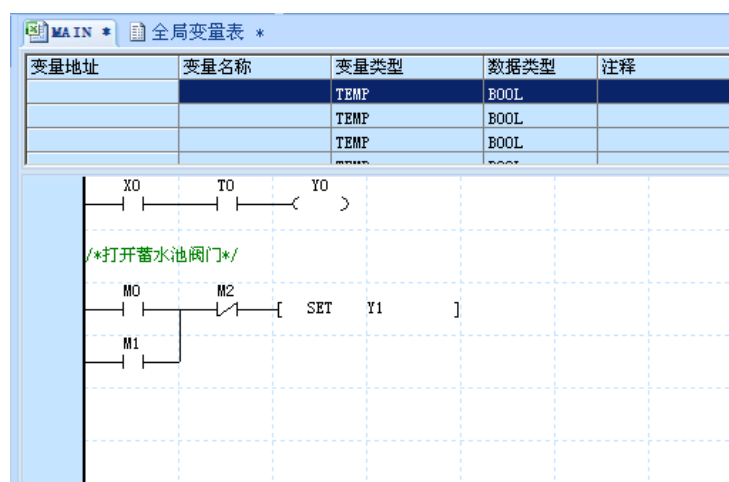 MAIN * 全局变量表 *
变量地址 变量名称 变量类型 数据类型 注释
TEMP BOOL
TEMP BOOL
TEMP BOOL
TEMP BOOL
X0 T0 Y0
/*打开蓄水池阀门*/
M0 M2
[ SET Y1 ]
M1